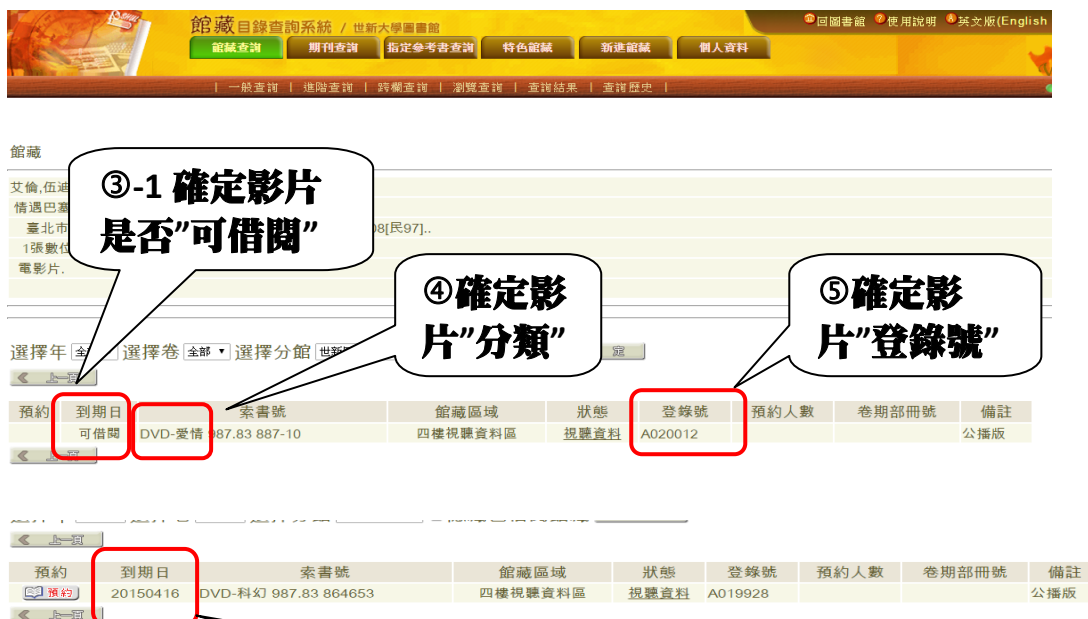 館藏目錄查詢系統 / 世新大學圖書館
回圖書館 使用說明 英文版(English
館藏查詢 期刊查詢 指定參考書查詢 特色館藏 新進館藏 個人資料
| 一般查詢 | 進階查詢 | 跨欄查詢 | 瀏覽查詢 | 查詢結果 | 查詢歷史 |
館藏
③-1 確定影片
是否”可借閱”
艾倫,伍迪
情遇巴塞
臺北市 08[民97]..
1張數位
電影片.
④確定影
片”分類”
⑤確定影
片”登錄號”
選擇年 選擇卷 全部 選擇分館 世新 定
上一頁
預約 到期日 索書號 館藏區域 狀態 登錄號 預約人數 卷期部冊號 備註
可借閱 DVD-愛情 987.83 887-10 四樓視聽資料區 視聽資料 A020012 公播版
上一頁
上一頁
預約 到期日 索書號 館藏區域 狀態 登錄號 預約人數 卷期部冊號 備註
預約 20150416 DVD-科幻 987.83 864653 四樓視聽資料區 視聽資料 A019928 公播版
上一頁